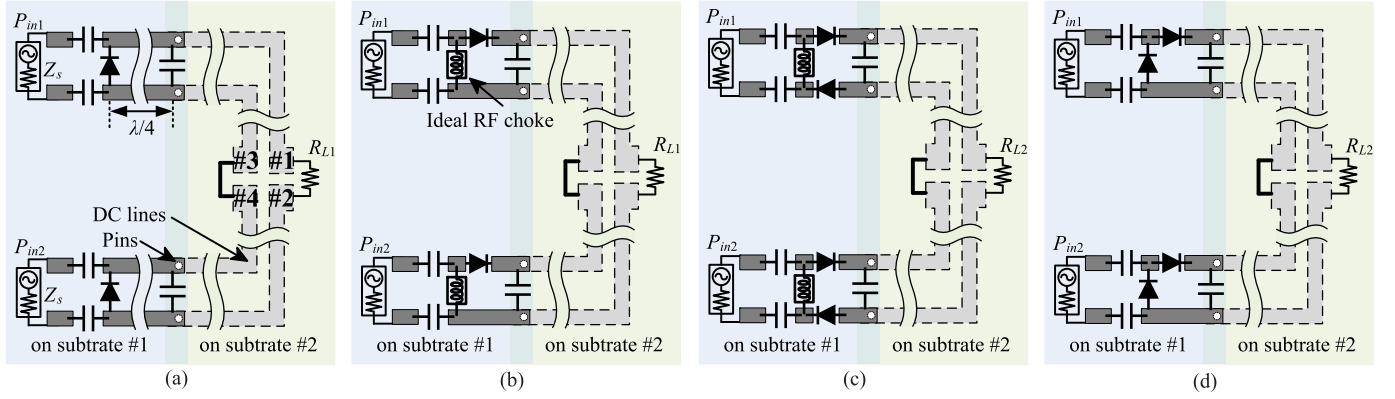 P_in1
Z_s
λ/4
#3 #1
#4 #2
R_L1
DC lines
Pins
P_in2
Z_s
on subtrate #1
on subtrate #2
(a)
P_in1
Ideal RF choke
R_L1
P_in2
on subtrate #1
on subtrate #2
(b)
P_in1
R_L2
P_in2
on subtrate #1
on subtrate #2
(c)
P_in1
R_L2
P_in2
on subtrate #1
on subtrate #2
(d)